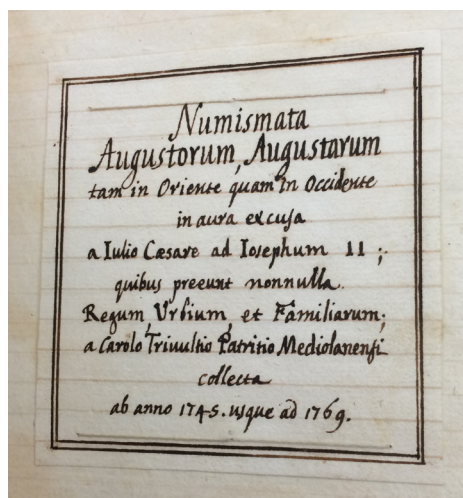 Numismata
Augustorum, Augustarum
tam in Oriente quam in Occidente
in aura excusa
a Iulio Cæsare ad Iosephum II ;
quibus preeunt nonnulla
Regum, Urbium, et Familiarum;
a Carolo Trivultio Patritio Mediolanensi
collecta
ab anno 1745. usque ad 1769.